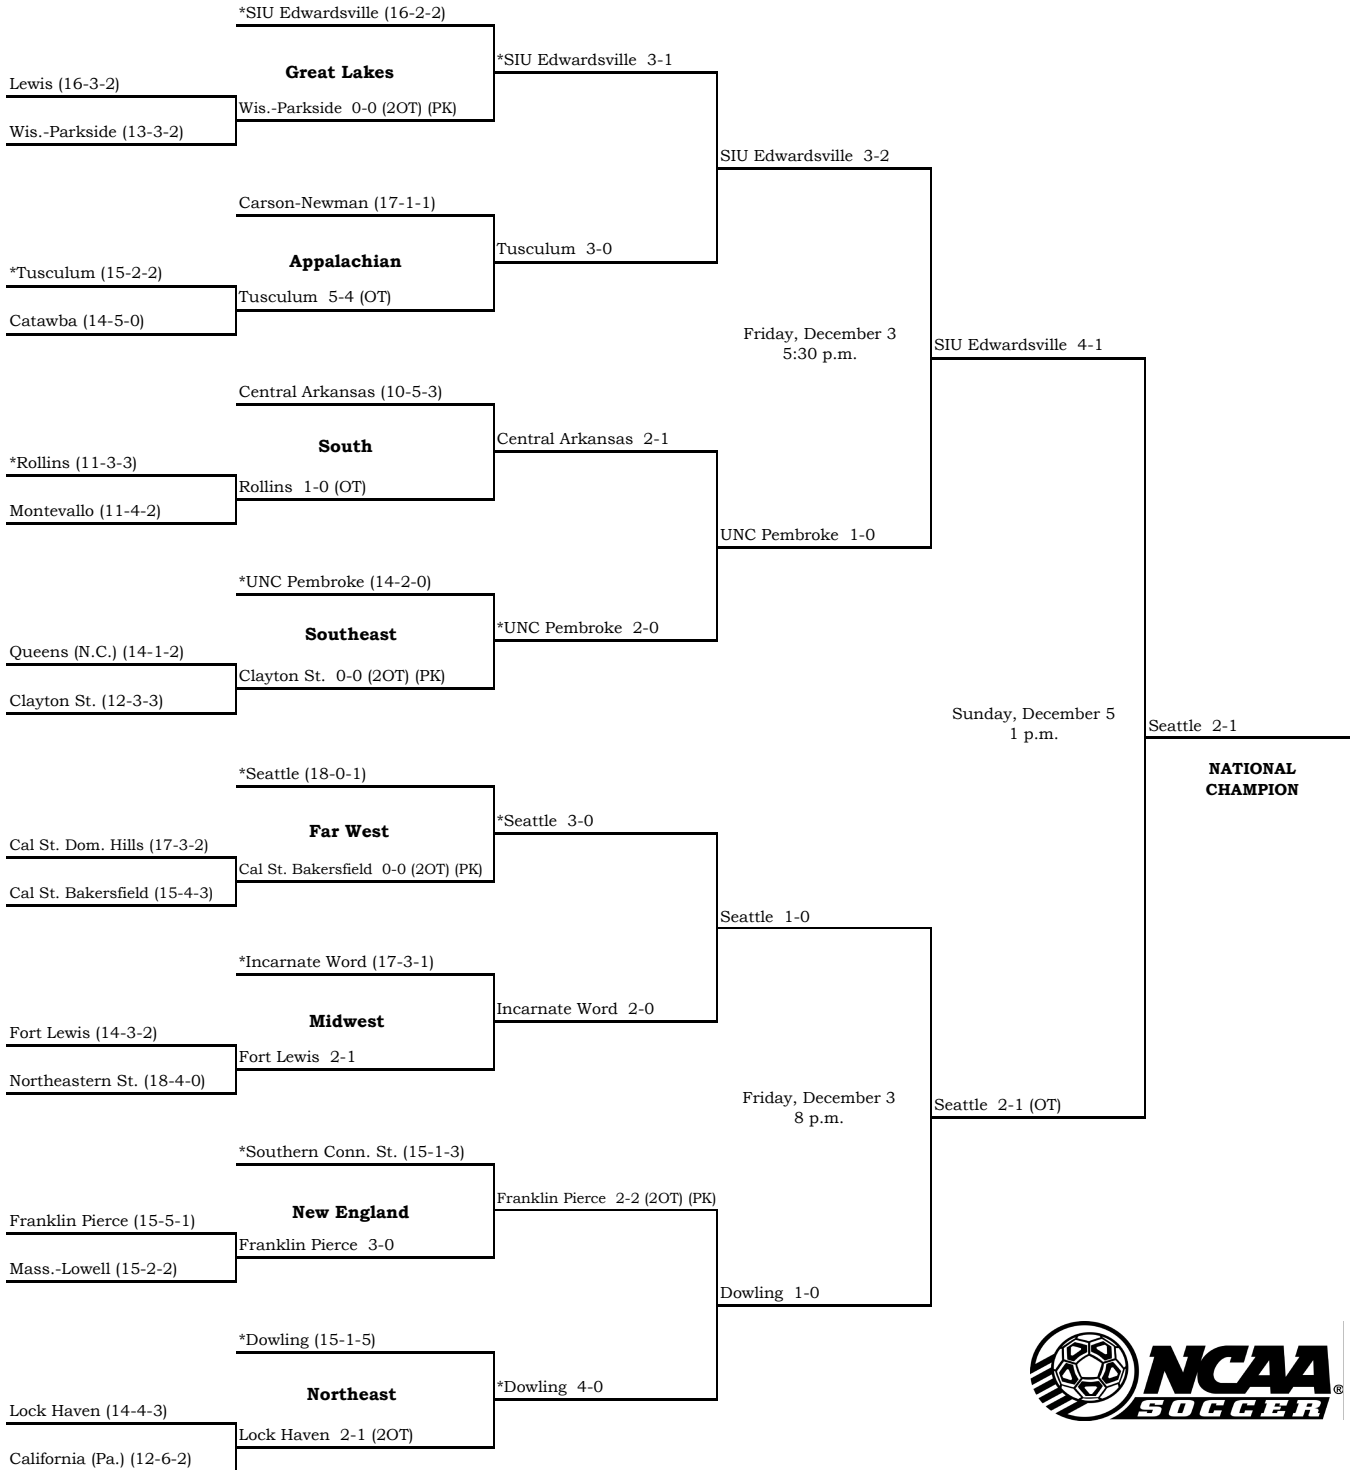 *SIU Edwardsville (16-2-2)
Great Lakes
Lewis (16-3-2)
Wis.-Parkside 0-0 (2OT) (PK)
Wis.-Parkside (13-3-2)
*SIU Edwardsville 3-1
SIU Edwardsville 3-2
Carson-Newman (17-1-1)
Appalachian
*Tusculum (15-2-2)
Tusculum 5-4 (OT)
Catawba (14-5-0)
Tusculum 3-0
Friday, December 3
5:30 p.m.
SIU Edwardsville 4-1
Central Arkansas (10-5-3)
South
*Rollins (11-3-3)
Rollins 1-0 (OT)
Montevallo (11-4-2)
Central Arkansas 2-1
UNC Pembroke 1-0
*UNC Pembroke (14-2-0)
Southeast
Queens (N.C.) (14-1-2)
Clayton St. 0-0 (2OT) (PK)
Clayton St. (12-3-3)
*UNC Pembroke 2-0
Sunday, December 5
1 p.m.
Seattle 2-1
NATIONAL
CHAMPION
*Seattle (18-0-1)
Far West
Cal St. Dom. Hills (17-3-2)
Cal St. Bakersfield 0-0 (2OT) (PK)
Cal St. Bakersfield (15-4-3)
*Seattle 3-0
Seattle 1-0
*Incarnate Word (17-3-1)
Midwest
Fort Lewis (14-3-2)
Fort Lewis 2-1
Northeastern St. (18-4-0)
Incarnate Word 2-0
Friday, December 3
8 p.m.
Seattle 2-1 (OT)
*Southern Conn. St. (15-1-3)
New England
Franklin Pierce (15-5-1)
Franklin Pierce 3-0
Mass.-Lowell (15-2-2)
Franklin Pierce 2-2 (2OT) (PK)
Dowling 1-0
*Dowling (15-1-5)
Northeast
Lock Haven (14-4-3)
Lock Haven 2-1 (2OT)
California (Pa.) (12-6-2)
*Dowling 4-0
NCAA®
SOCCER